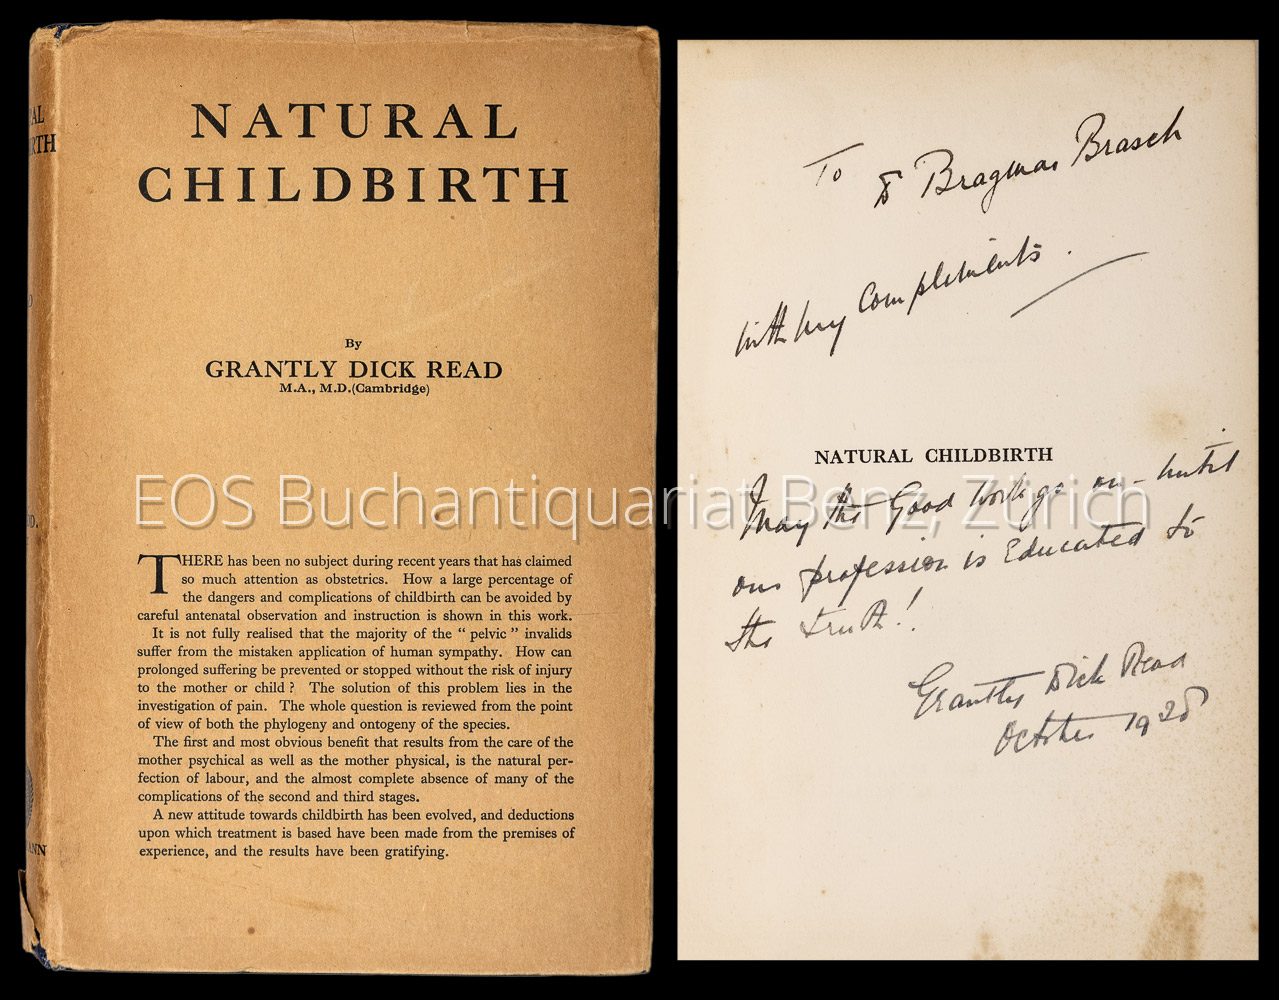 NATURAL
CHILDBIRTH
By
GRANTLY DICK READ
M.A., M.D.(Cambridge)
THERE has been no subject during recent years that has claimed
so much attention as obstetrics. How a large percentage of
the dangers and complications of childbirth can be avoided by
careful antenatal observation and instruction is shown in this work.
It is not fully realised that the majority of the “ pelvic ” invalids
suffer from the mistaken application of human sympathy. How can
prolonged suffering be prevented or stopped without the risk of injury
to the mother or child ? The solution of this problem lies in the
investigation of pain. The whole question is reviewed from the point
of view of both the phylogeny and ontogeny of the species.
The first and most obvious benefit that results from the care of the
mother psychical as well as the mother physical, is the natural per-
fection of labour, and the almost complete absence of many of the
complications of the second and third stages.
A new attitude towards childbirth has been evolved, and deductions
upon which treatment is based have been made from the premises of
experience, and the results have been gratifying.
To Bragman Brasch
with my compliments.
NATURAL CHILDBIRTH
May the Good work go on – until
our profession is Educated to
the truth!
Grantly Dick Read
October
EOS Buchantiquariat Benz, Zürich